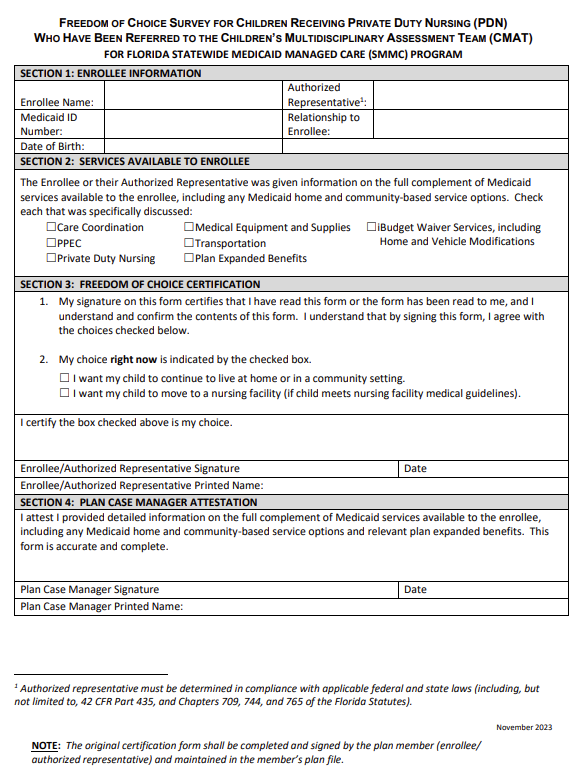 FREEDOM OF CHOICE SURVEY FOR CHILDREN RECEIVING PRIVATE DUTY NURSING (PDN)
WHO HAVE BEEN REFERRED TO THE CHILDREN'S MULTIDISCIPLINARY ASSESSMENT TEAM (CMAT)
FOR FLORIDA STATEWIDE MEDICAID MANAGED CARE (SMMC) PROGRAM
SECTION 1: ENROLLEE INFORMATION
Enrollee Name:
Authorized
Representative¹:
Medicaid ID
Number:
Relationship to
Enrollee:
Date of Birth:
SECTION 2: SERVICES AVAILABLE TO ENROLLEE
The Enrollee or their Authorized Representative was given information on the full complement of Medicaid
services available to the enrollee, including any Medicaid home and community-based service options. Check
each that was specifically discussed:
☐Care Coordination ☐Medical Equipment and Supplies ☐iBudget Waiver Services, including
☐PPEC ☐Transportation Home and Vehicle Modifications
☐Private Duty Nursing ☐Plan Expanded Benefits
SECTION 3: FREEDOM OF CHOICE CERTIFICATION
1. My signature on this form certifies that I have read this form or the form has been read to me, and I
understand and confirm the contents of this form. I understand that by signing this form, I agree with
the choices checked below.
2. My choice right now is indicated by the checked box.
☐ I want my child to continue to live at home or in a community setting.
☐ I want my child to move to a nursing facility (if child meets nursing facility medical guidelines).
I certify the box checked above is my choice.
Enrollee/Authorized Representative Signature Date
Enrollee/Authorized Representative Printed Name:
SECTION 4: PLAN CASE MANAGER ATTESTATION
I attest I provided detailed information on the full complement of Medicaid services available to the enrollee,
including any Medicaid home and community-based service options and relevant plan expanded benefits. This
form is accurate and complete.
Plan Case Manager Signature Date
Plan Case Manager Printed Name:
¹ Authorized representative must be determined in compliance with applicable federal and state laws (including, but
not limited to, 42 CFR Part 435, and Chapters 709, 744, and 765 of the Florida Statutes).
November 2023
NOTE: The original certification form shall be completed and signed by the plan member (enrollee/
authorized representative) and maintained in the member's plan file.